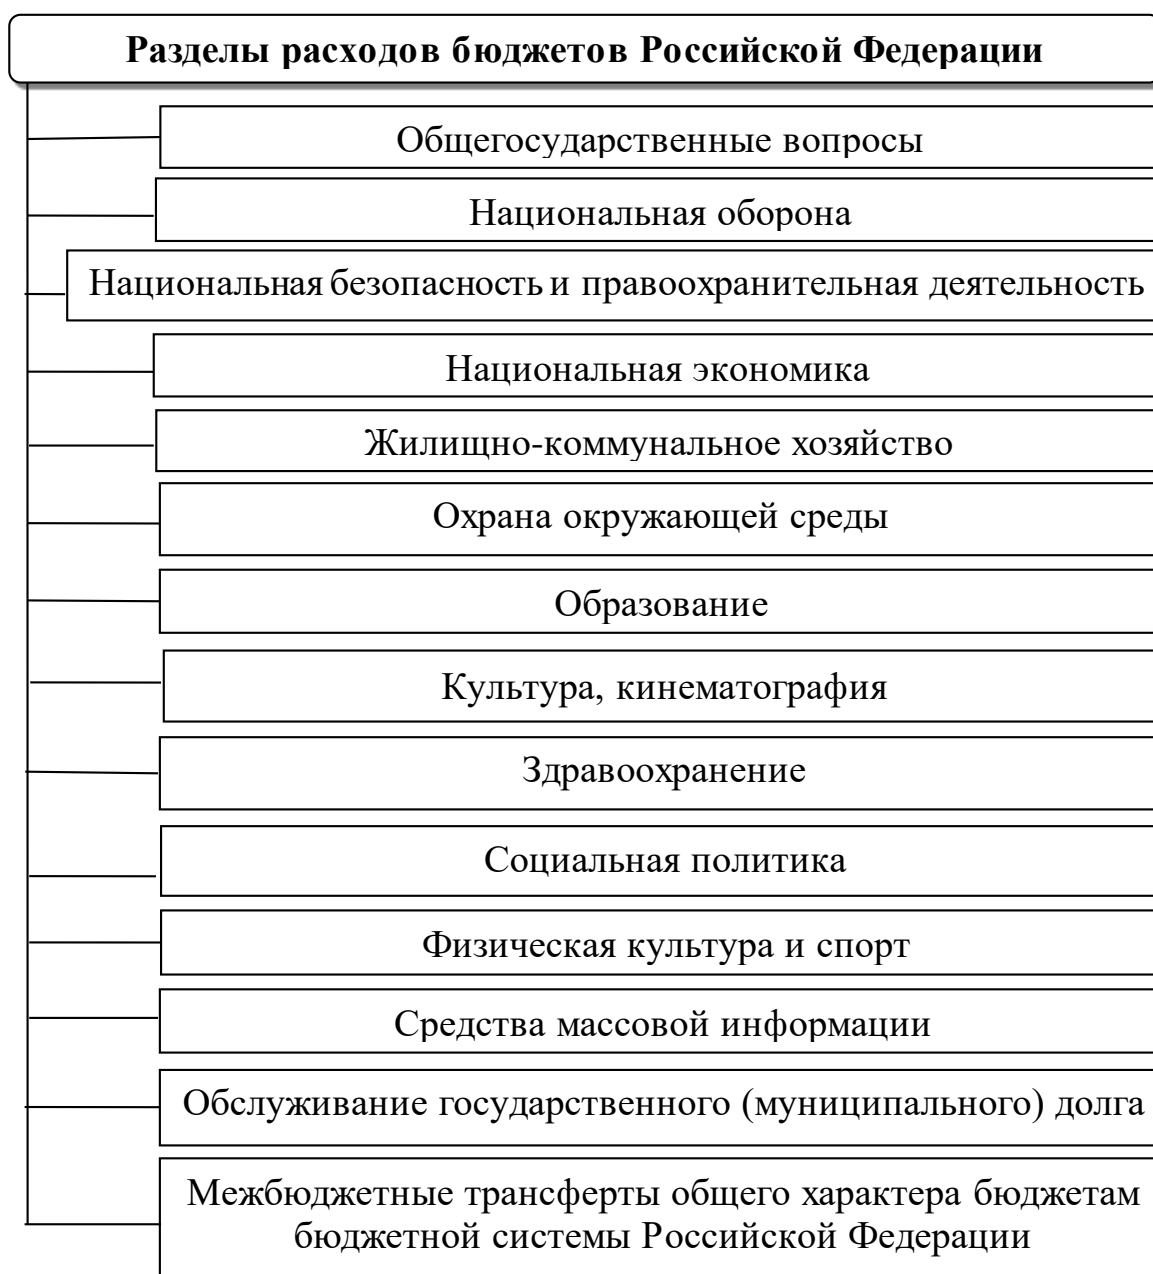 Разделы расходов бюджетов Российской Федерации
Общегосударственные вопросы
Национальная оборона
Национальная безопасность и правоохранительная деятельность
Национальная экономика
Жилищно-коммунальное хозяйство
Охрана окружающей среды
Образование
Культура, кинематография
Здравоохранение
Социальная политика
Физическая культура и спорт
Средства массовой информации
Обслуживание государственного (муниципального) долга
Межбюджетные трансферты общего характера бюджетам
бюджетной системы Российской Федерации